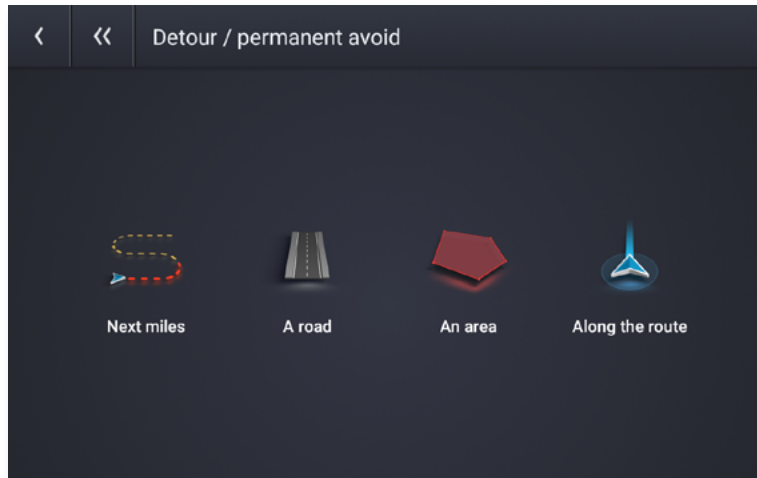 Detour / permanent avoid
Next miles
A road
An area
Along the route